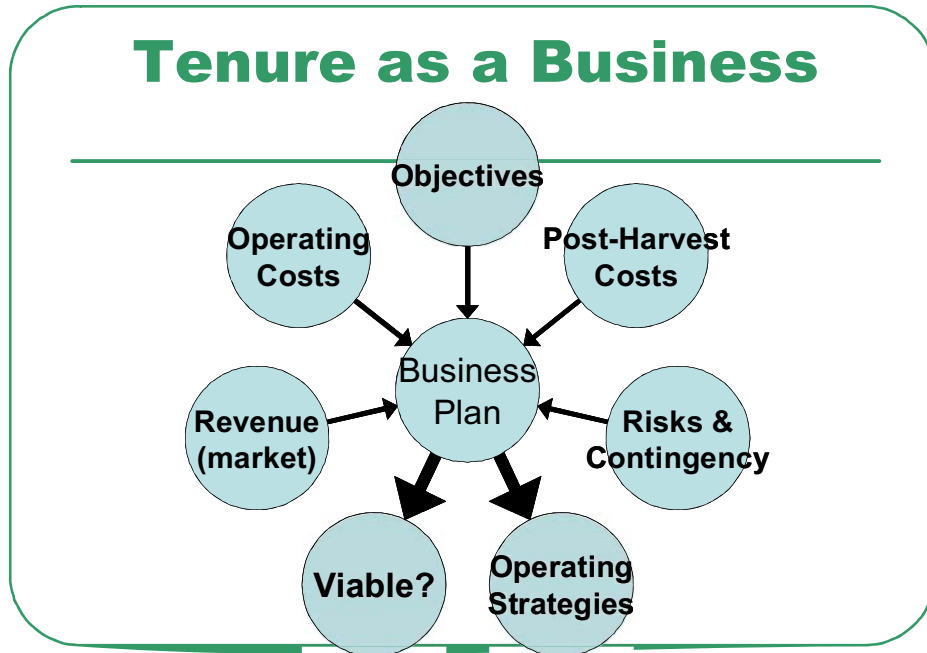 Tenure as a Business
Objectives
Operating
Costs
Post-Harvest
Costs
Business
Plan
Revenue
(market)
Risks &
Contingency
Viable?
Operating
Strategies